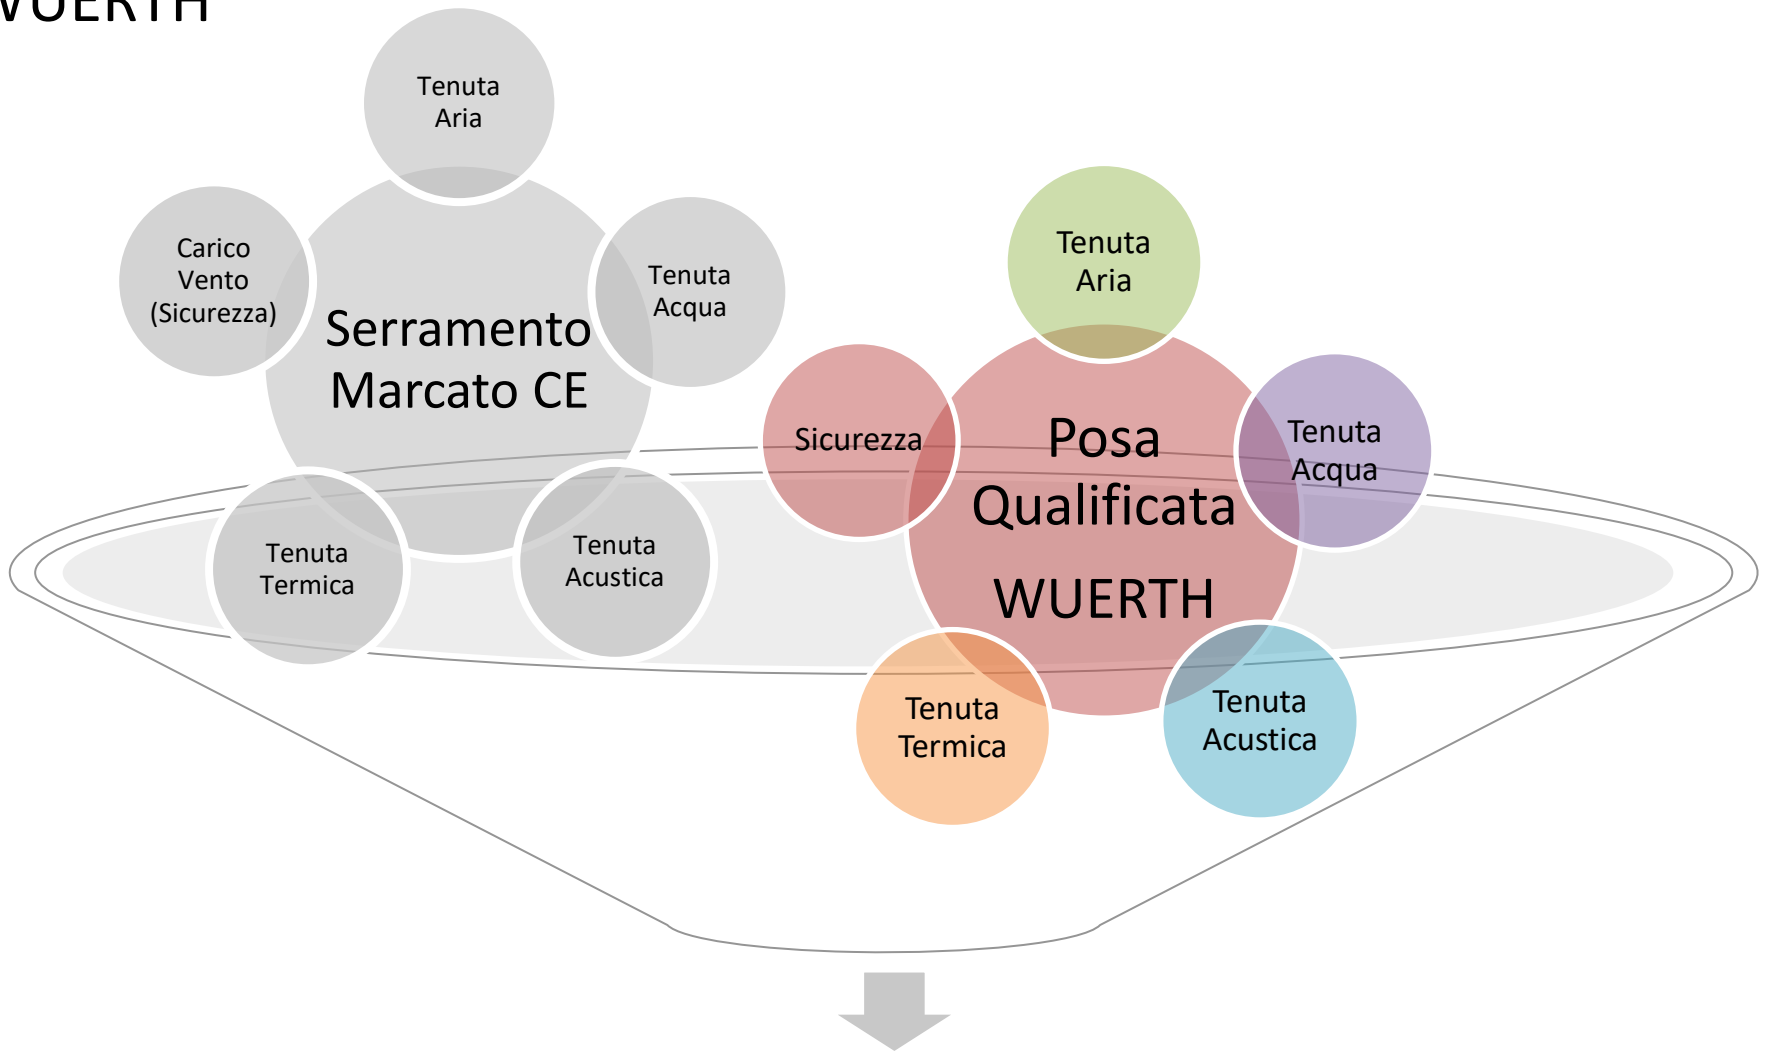 WUERTH
Tenuta
Aria
Carico
Vento
(Sicurezza)
Serramento
Marcato CE
Tenuta
Acqua
Tenuta
Termica
Tenuta
Acustica
Tenuta
Aria
Sicurezza
Posa
Qualificata
WUERTH
Tenuta
Acqua
Tenuta
Termica
Tenuta
Acustica